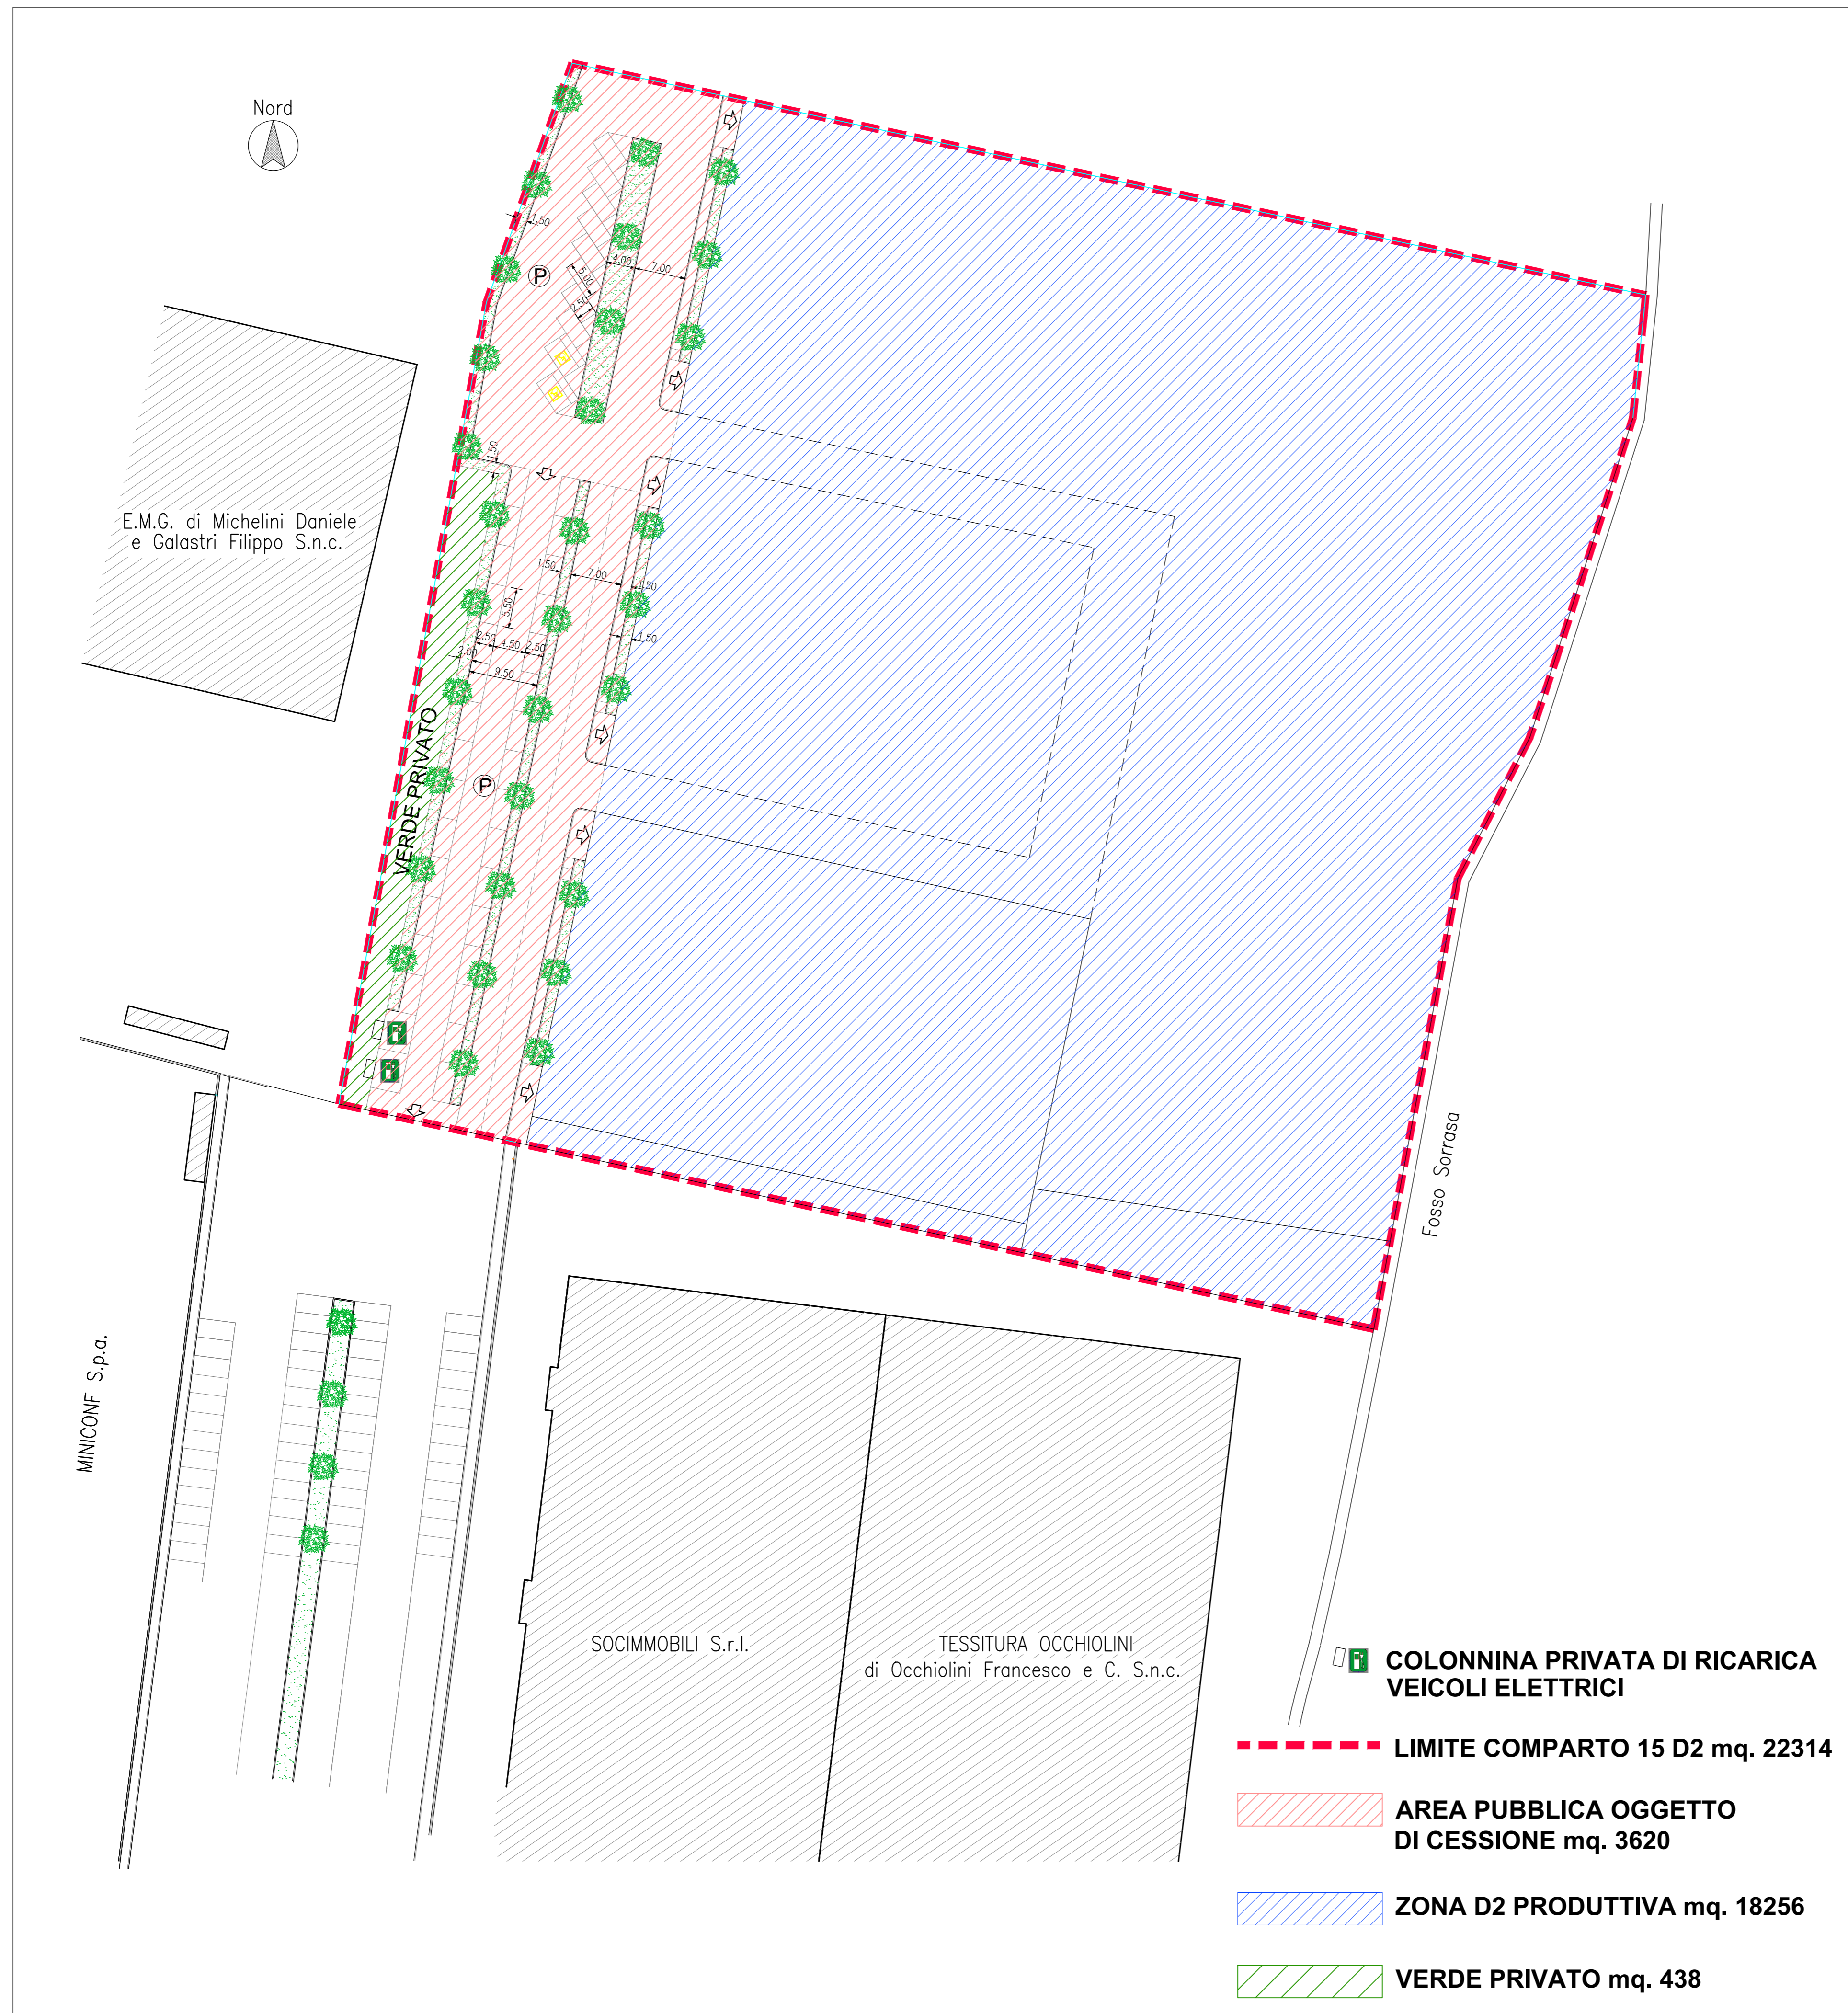 Nord
1.50
P
5.00
2.50
4.00
7.00
1.50
E.M.G. di Michelini Daniele
e Galastri Filippo S.n.c.
1.50
7.00
1.50
5.50
1.50
2.50
4.50
2.50
2.00
9.50
VERDE PRIVATO
P
Fosso Sorrasa
MINICONF S.p.a.
SOCIMMOBILI S.r.l.
TESSITURA OCCHIOLINI
di Occhiolini Francesco e C. S.n.c.
COLONNINA PRIVATA DI RICARICA
VEICOLI ELETTRICI
LIMITE COMPARTO 15 D2 mq. 22314
AREA PUBBLICA OGGETTO
DI CESSIONE mq. 3620
ZONA D2 PRODUTTIVA mq. 18256
VERDE PRIVATO mq. 438